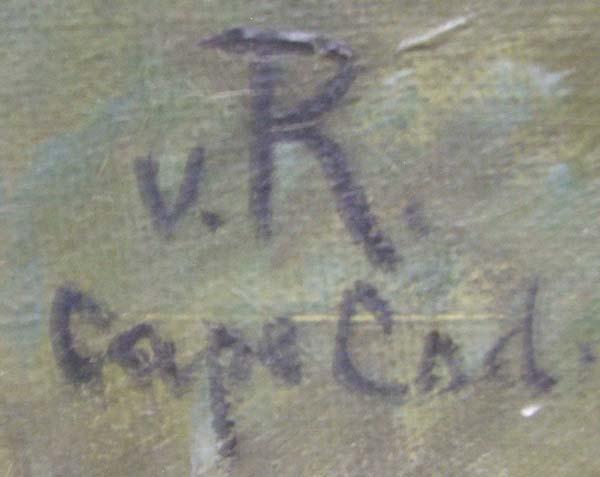 v. R.
Cape Cod.